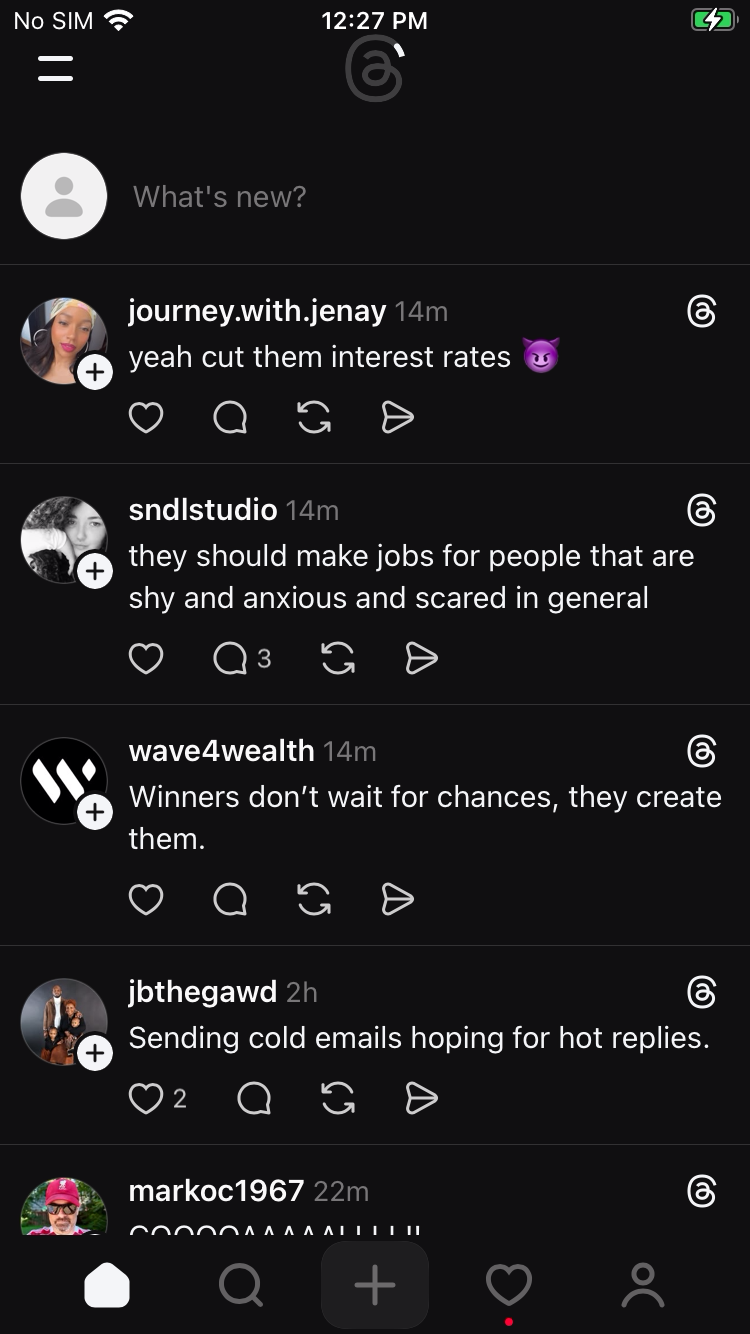 No SIM 12:27 PM
What's new?
journey.with.jenay 14m
yeah cut them interest rates 😈
sndlstudio 14m
they should make jobs for people that are
shy and anxious and scared in general
3
wave4wealth 14m
Winners don’t wait for chances, they create
them.
jbthegawd 2h
Sending cold emails hoping for hot replies.
2
markoc1967 22m